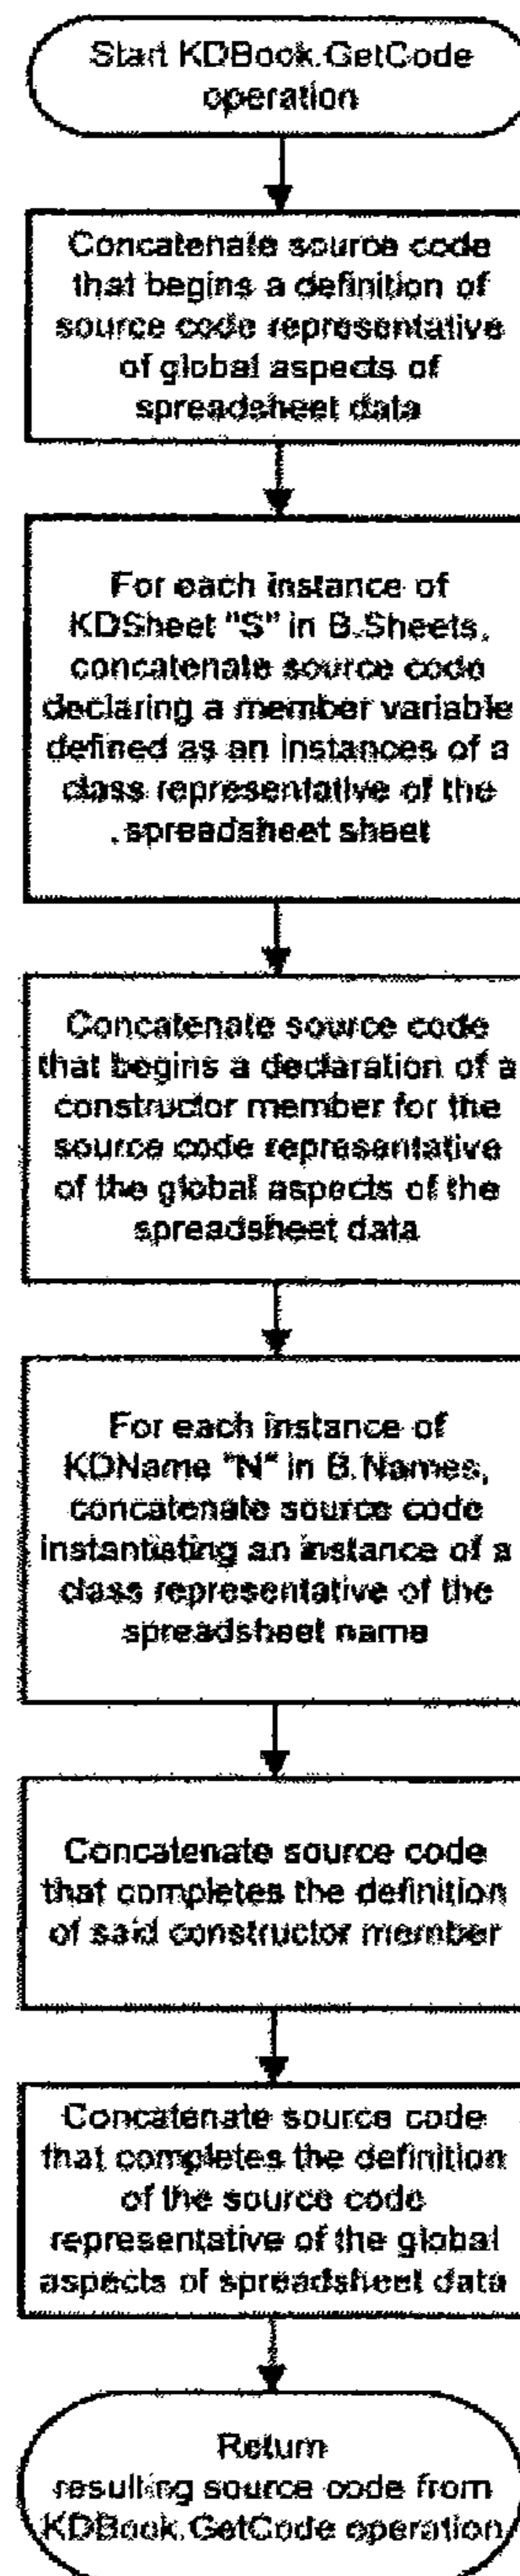 Start KDBook.GetCode
operation
Concatenate source code
that begins a definition of
source code representative
of global aspects of
spreadsheet data
For each instance of
KDSheet "S" in B.Sheets,
concatenate source code
declaring a member variable
defined as an instances of a
class representative of the
spreadsheet sheet
Concatenate source code
that begins a declaration of a
constructor member for the
source code representative
of the global aspects of the
spreadsheet data
For each instance of
KDName "N" in B.Names,
concatenate source code
instantiating an instance of a
class representative of the
spreadsheet name
Concatenate source code
that completes the definition
of said constructor member
Concatenate source code
that completes the definition
of the source code
representative of the global
aspects of spreadsheet data
Return
resulting source code from
KDBook.GetCode operation